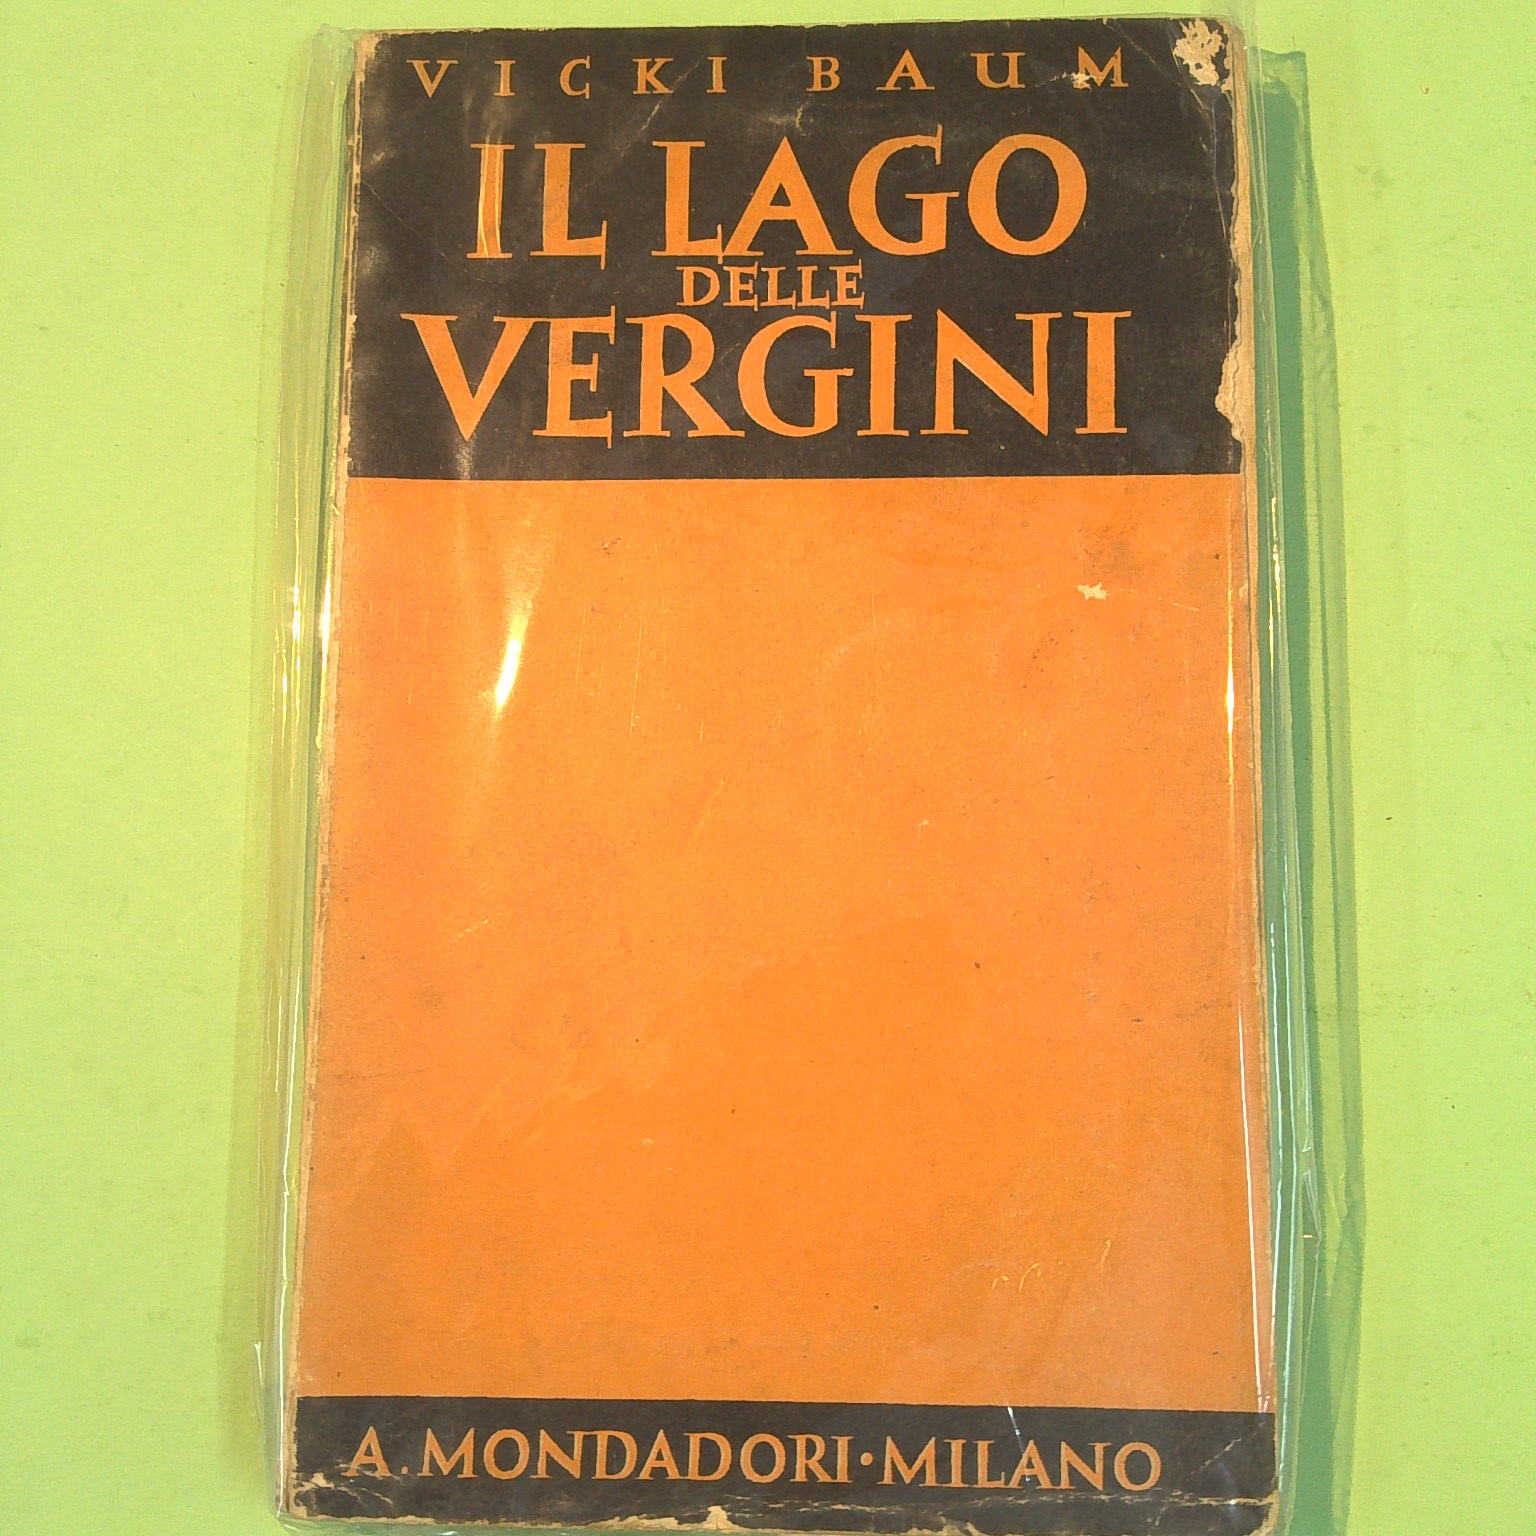 VICKI BAUM
IL LAGO
DELLE
VERGINI
A. MONDADORI • MILANO